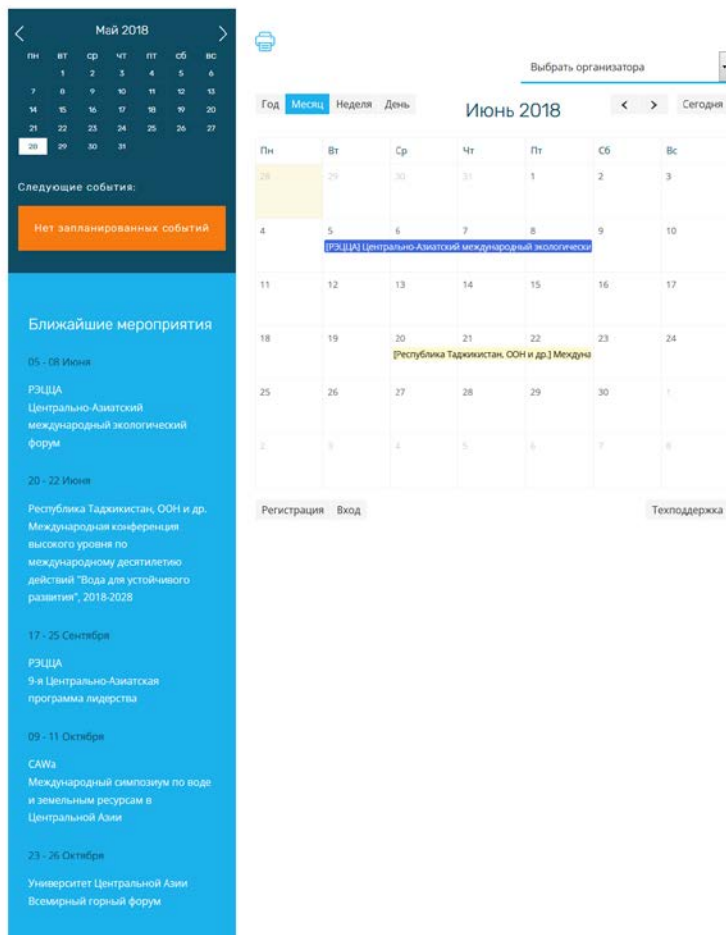 Май 2018
пн вт ср чт пт сб вс
1 2 3 4 5 6
7 8 9 10 11 12 13
14 15 16 17 18 19 20
21 22 23 24 25 26 27
28 29 30 31
Следующие события:
Нет запланированных событий
Ближайшие мероприятия
05 - 08 Июня
РЭЦЦА
Центрально-Азиатский
международный экологический
форум
20 - 22 Июня
Республика Таджикистан, ООН и др.
Международная конференция
высокого уровня по
международному десятилетию
действий "Вода для устойчивого
развития", 2018-2028
17 - 25 Сентября
РЭЦЦА
9-я Центрально-Азиатская
программа лидерства
09 - 11 Октября
CAWa
Международный симпозиум по воде
и земельным ресурсам в
Центральной Азии
23 - 26 Октября
Университет Центральной Азии
Всемирный горный форум
Выбрать организатора
Год Месяц Неделя День Июнь 2018 < > Сегодня
Пн Вт Ср Чт Пт Сб Вс
28 29 30 31 1 2 3
4 5 6 7 8 9 10
[РЭЦЦА] Центрально-Азиатский международный экологически
11 12 13 14 15 16 17
18 19 20 21 22 23 24
[Республика Таджикистан, ООН и др.] Междуна
25 26 27 28 29 30 1
2 3 4 5 6 7 8
Регистрация Вход Техподдержка